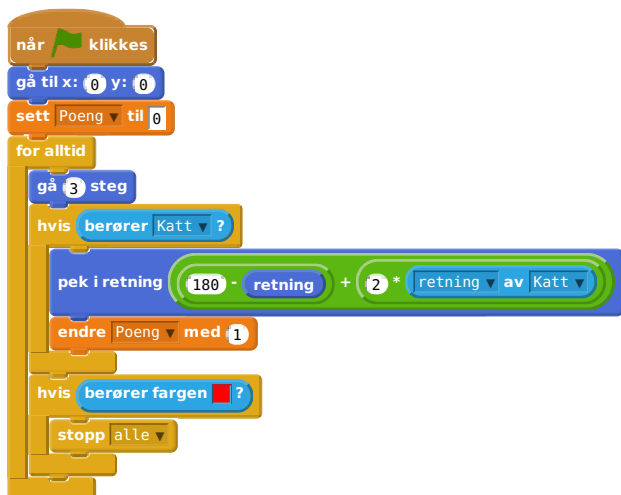 når klikkes
gå til x: 0 y: 0
sett Poeng ▼ til 0
for alltid
gå 3 steg
hvis berører Katt ▼ ?
pek i retning 180 - retning + 2 * retning ▼ av Katt ▼
endre Poeng ▼ med 1
hvis berører fargen ?
stopp alle ▼